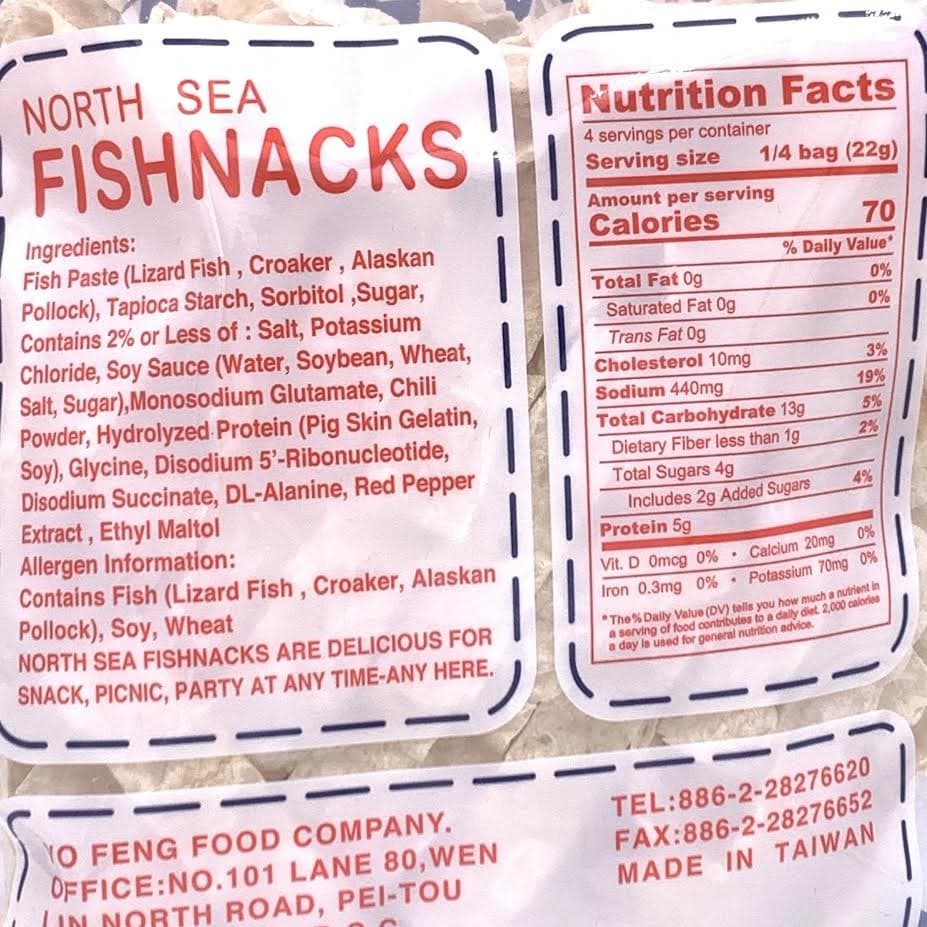 NORTH SEA
FISHNACKS
Ingredients:
Fish Paste (Lizard Fish , Croaker , Alaskan
Pollock), Tapioca Starch, Sorbitol ,Sugar,
Contains 2% or Less of : Salt, Potassium
Chloride, Soy Sauce (Water, Soybean, Wheat,
Salt, Sugar),Monosodium Glutamate, Chili
Powder, Hydrolyzed Protein (Pig Skin Gelatin,
Soy), Glycine, Disodium 5'-Ribonucleotide,
Disodium Succinate, DL-Alanine, Red Pepper
Extract , Ethyl Maltol
Allergen Information:
Contains Fish (Lizard Fish , Croaker, Alaskan
Pollock), Soy, Wheat
NORTH SEA FISHNACKS ARE DELICIOUS FOR
SNACK, PICNIC, PARTY AT ANY TIME-ANY HERE.
Nutrition Facts
4 servings per container
Serving size 1/4 bag (22g)
Amount per serving
Calories 70
% Daily Value*
Total Fat 0g 0%
Saturated Fat 0g 0%
Trans Fat 0g
Cholesterol 10mg 3%
Sodium 440mg 19%
Total Carbohydrate 13g 5%
Dietary Fiber less than 1g 2%
Total Sugars 4g
Includes 2g Added Sugars 4%
Protein 5g
Vit. D 0mcg 0% • Calcium 20mg 0%
Iron 0.3mg 0% • Potassium 70mg 0%
*The % Daily Value (DV) tells you how much a nutrient in
a serving of food contributes to a daily diet. 2,000 calories
a day is used for general nutrition advice.
FENG FOOD COMPANY.
OFFICE:NO.101 LANE 80,WEN
NORTH ROAD, PEI-TOU
TEL:886-2-28276620
FAX:886-2-28276652
MADE IN TAIWAN